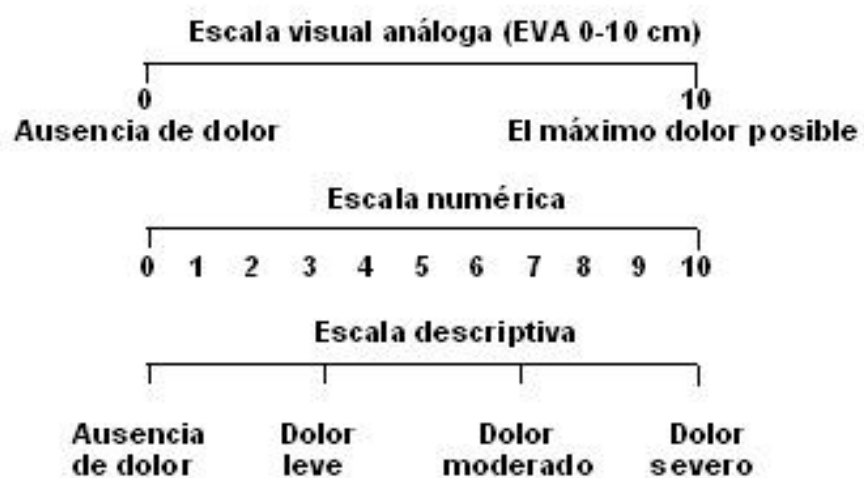 Escala visual análoga (EVA 0-10 cm)
0 10
Ausencia de dolor El máximo dolor posible
Escala numérica
0 1 2 3 4 5 6 7 8 9 10
Escala descriptiva
Ausencia Dolor Dolor Dolor
de dolor leve moderado severo